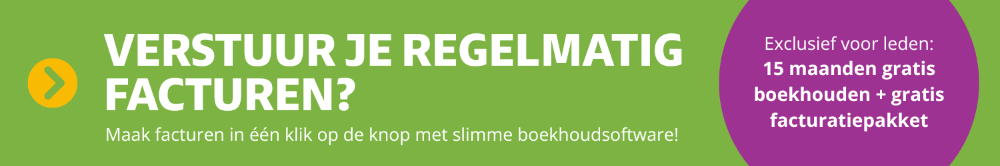 VERSTUUR JE REGELMATIG
FACTUREN?
Maak facturen in één klik op de knop met slimme boekhoudsoftware!
Exclusief voor leden:
15 maanden gratis
boekhouden + gratis
facturatiepakket